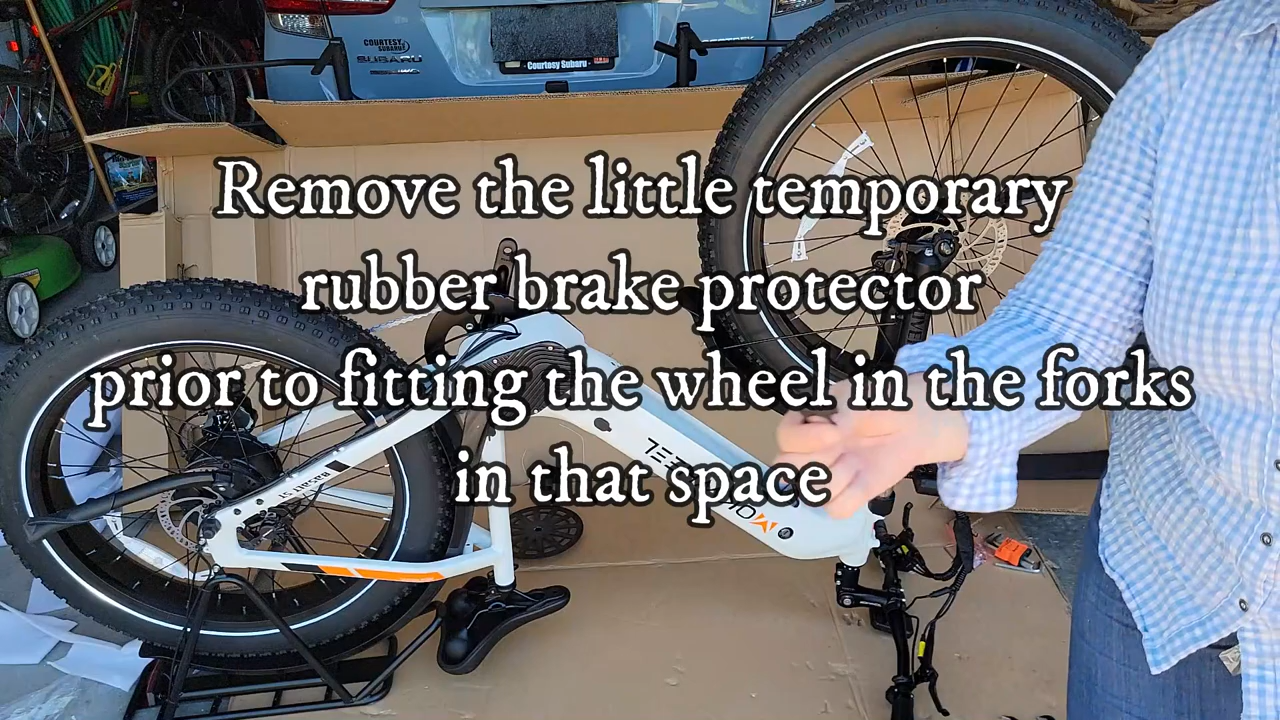 COURTESY
SUBARU
SUBARU
Courtesy Subaru
Remove the little temporary
rubber brake protector
prior to fitting the wheel in the forks
in that space